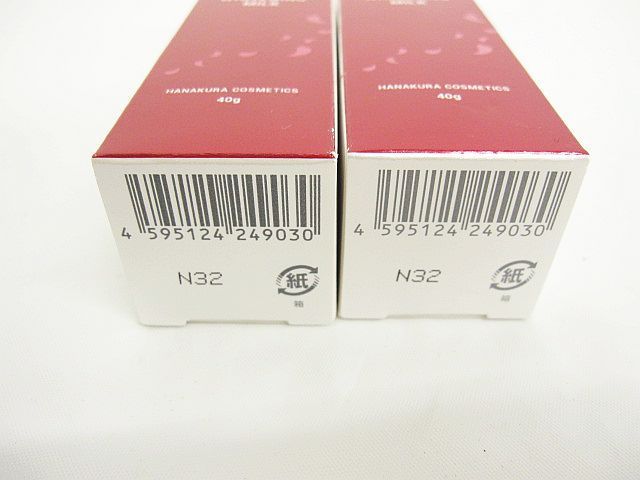 HANAKURA COSMETICS
40g
4 595124 249030
N32
紙
箱
HANAKURA COSMETICS
40g
4 595124 249030
N32
紙
箱